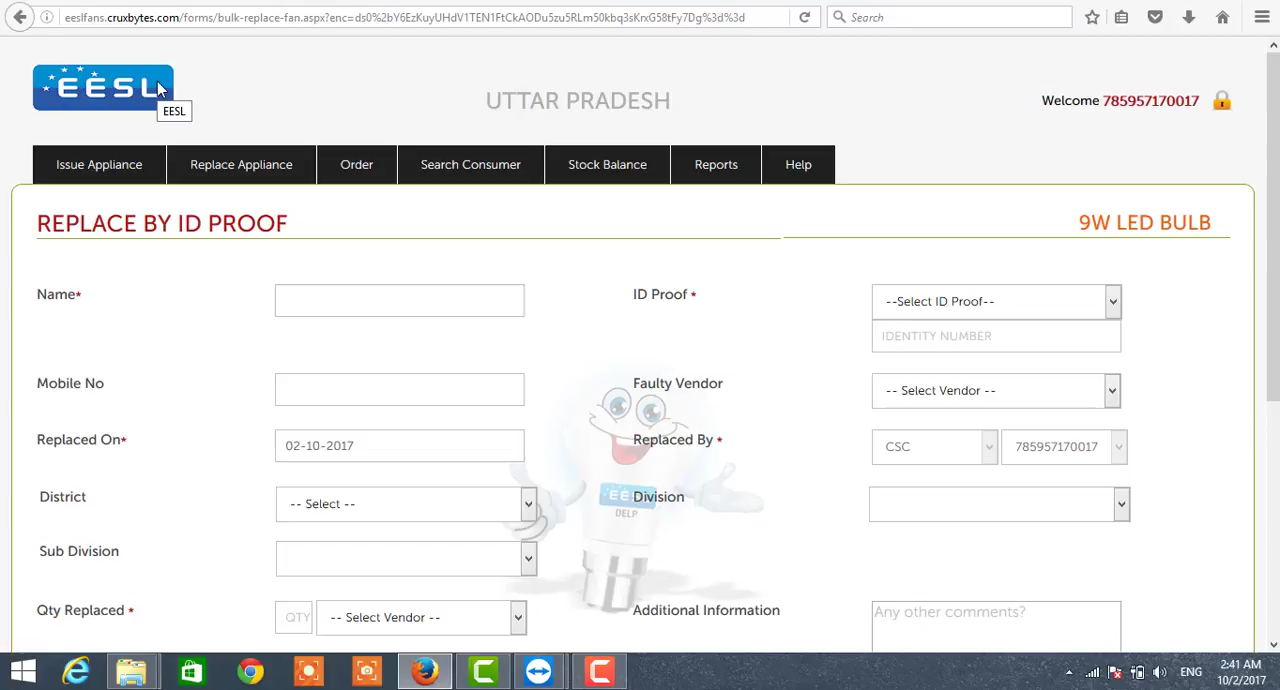 eeslfans.cruxbytes.com/forms/bulk-replace-fan.aspx?enc=ds0%2bY6EzKuyUHdV1TEN1FtCkAODu5zu5RLm50kbq3sKrxG58tFy7Dg%3d%3d
Search
EESL
EESL
UTTAR PRADESH
Welcome 785957170017
Issue Appliance Replace Appliance Order Search Consumer Stock Balance Reports Help
REPLACE BY ID PROOF 9W LED BULB
Name* ID Proof * --Select ID Proof--
IDENTITY NUMBER
Mobile No Faulty Vendor -- Select Vendor --
Replaced On* 02-10-2017 Replaced By * CSC 785957170017
District -- Select -- Division
EESL
DELP
Sub Division
Qty Replaced * QTY -- Select Vendor -- Additional Information Any other comments?
ENG 2:41 AM
10/2/2017